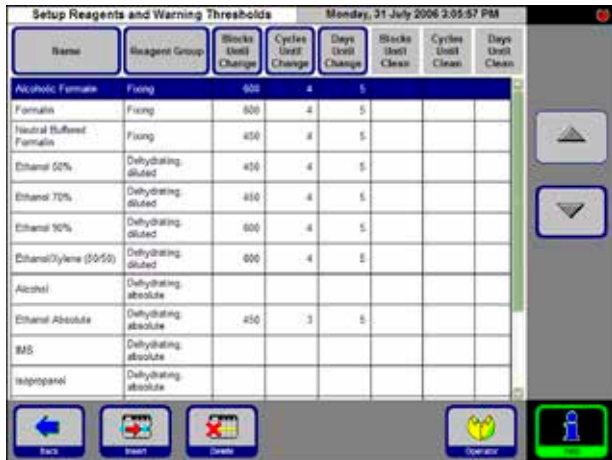 Setup Reagents and Warning Thresholds Monday, 31 July 2006 3:05:57 PM
Name Reagent Group Blocks Until Change Cycles Until Change Days Until Change Blocks Until Clean Cycles Until Clean Days Until Clean
Alcoholic Formalin Fixing 600 4 5
Formalin Fixing 600 4 5
Neutral Buffered Formalin Fixing 450 4 5
Ethanol 50% Dehydrating, diluted 450 4 5
Ethanol 70% Dehydrating, diluted 450 4 5
Ethanol 90% Dehydrating, diluted 600 4 5
Ethanol/Xylene (50/50) Dehydrating, diluted 600 4 5
Alcohol Dehydrating, absolute
Ethanol Absolute Dehydrating, absolute 450 3 5
IMS Dehydrating, absolute
Isopropanol Dehydrating, absolute
Back Insert Delete Operator Help